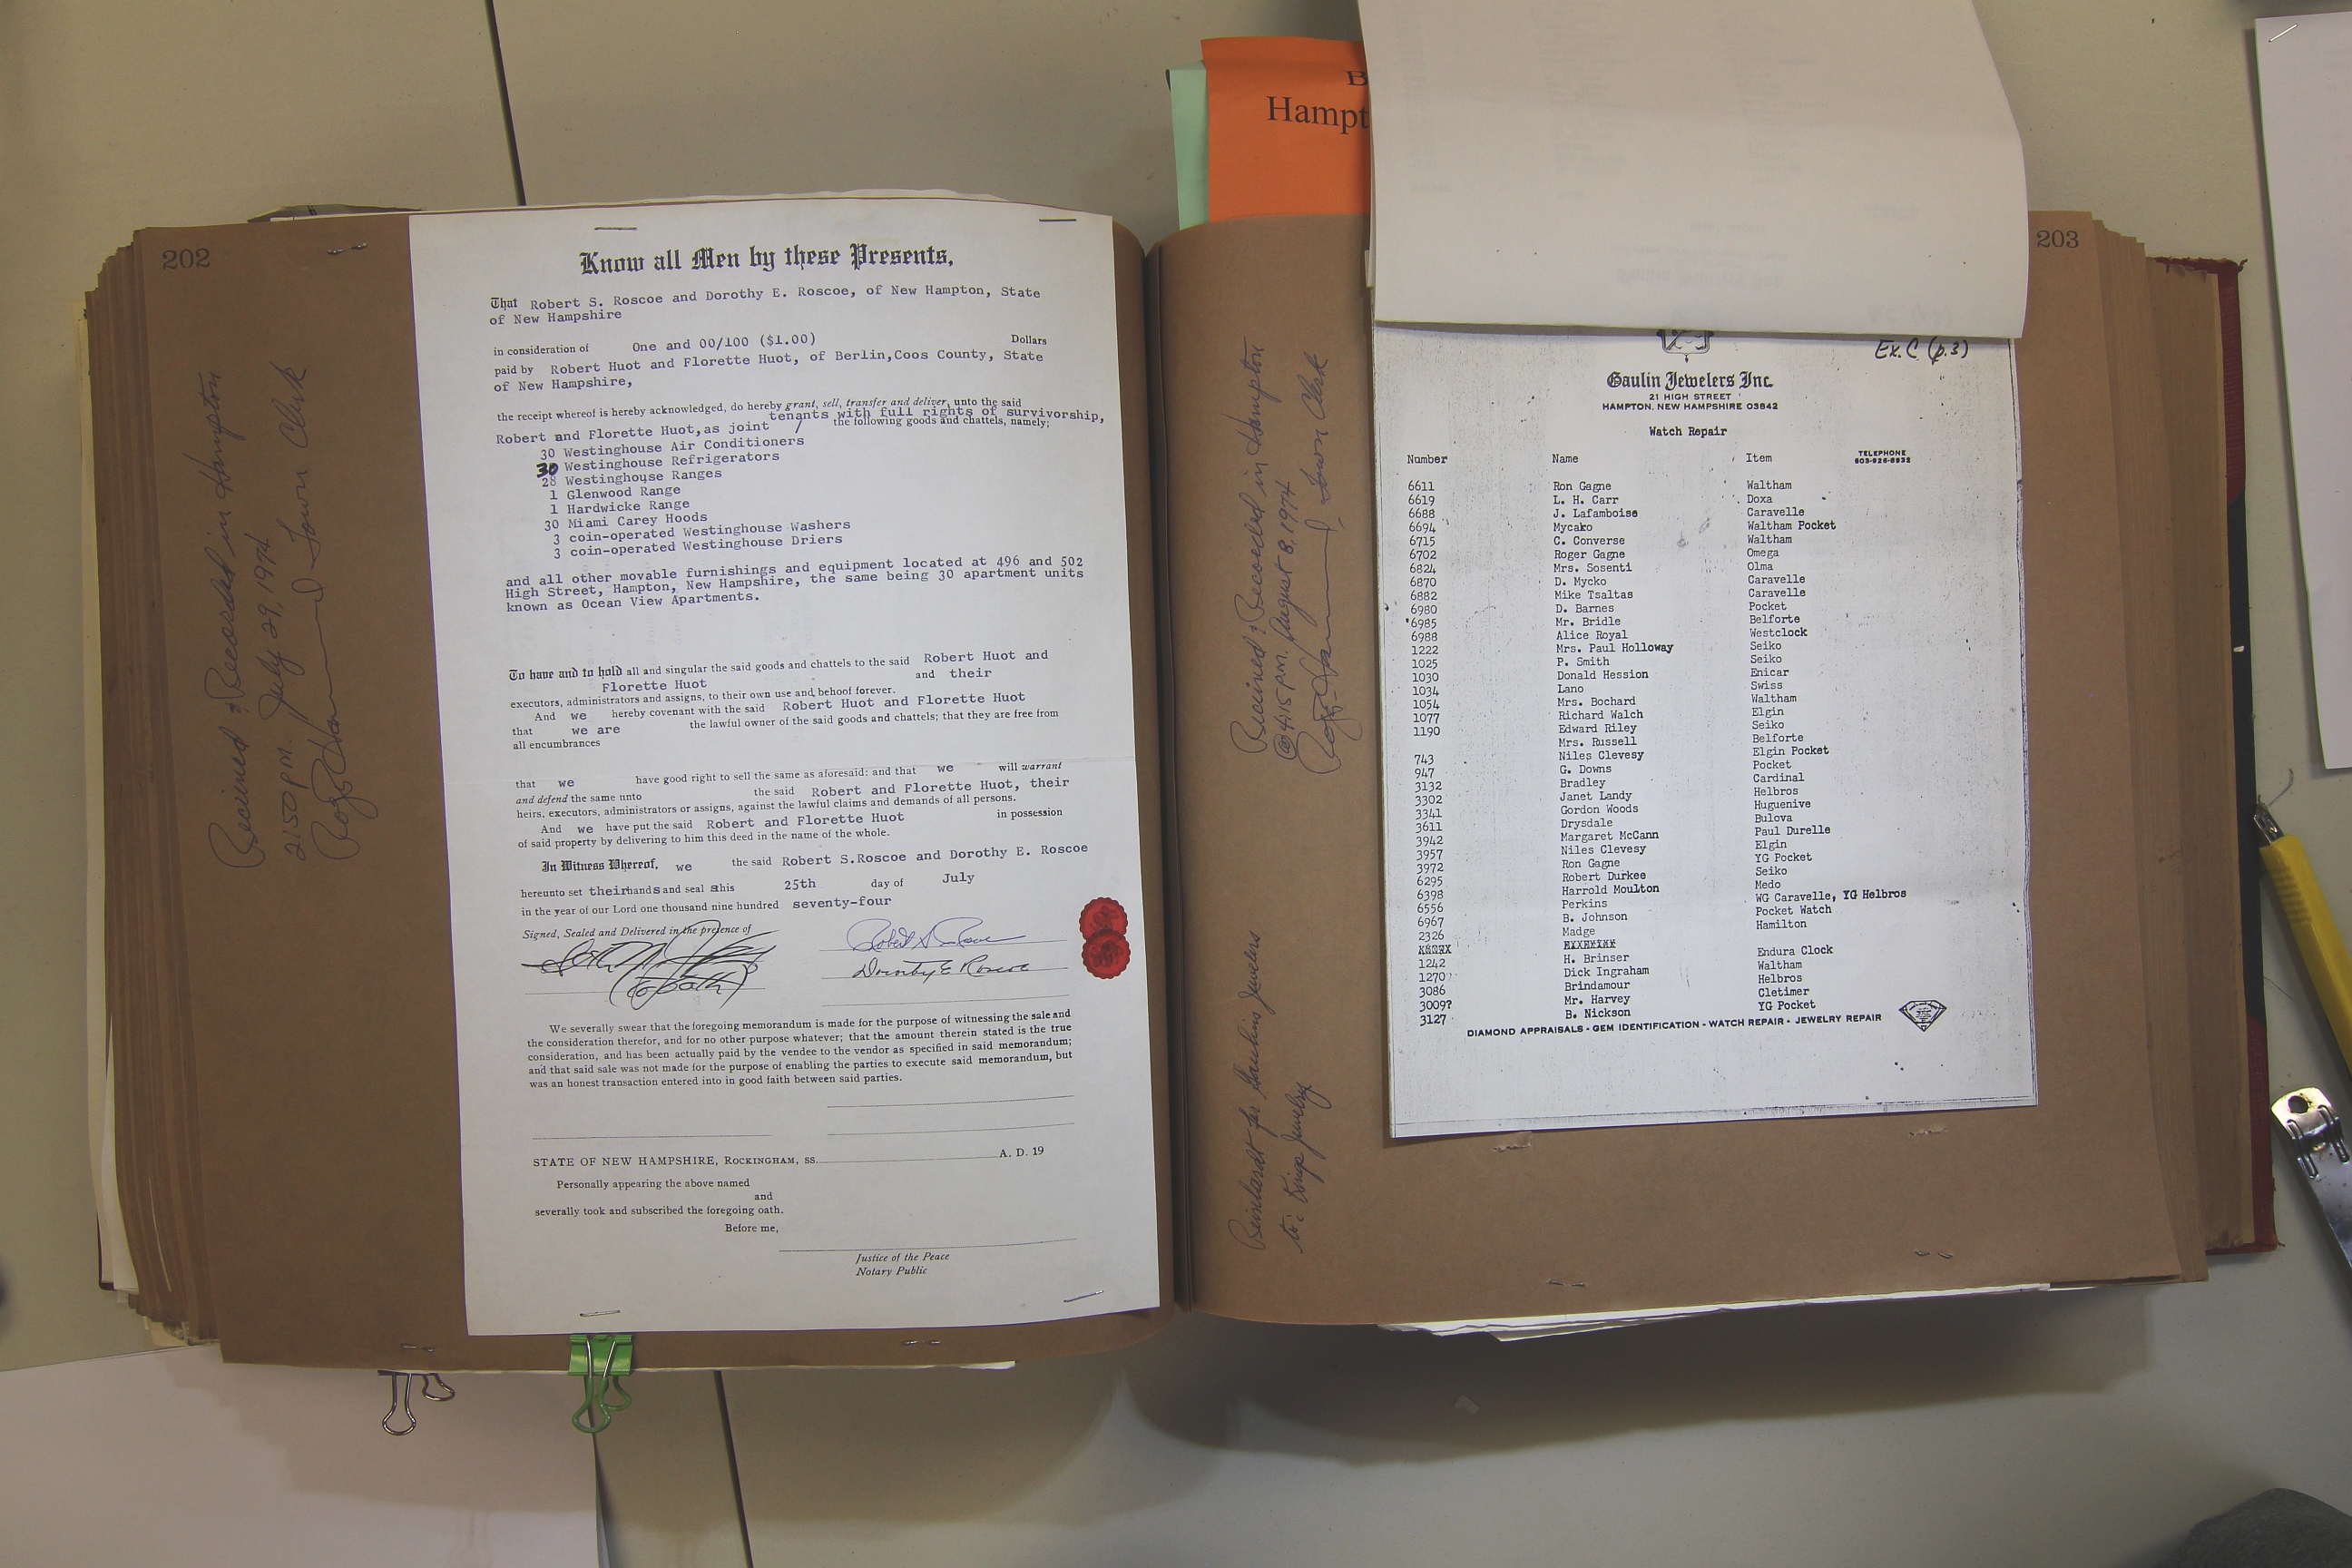 202
Received & Recorded in Hampton
2:50 p.m. July 29, 1974
Town Clerk
Know all Men by these Presents,
That Robert S. Roscoe and Dorothy E. Roscoe, of New Hampton, State
of New Hampshire
in consideration of One and 00/100 ($1.00) Dollars
paid by Robert Huot and Florette Huot, of Berlin,Coos County, State
of New Hampshire,
the receipt whereof is hereby acknowledged, do hereby grant, sell, transfer and deliver, unto the said
tenants with full rights of survivorship,
Robert and Florette Huot,as joint / the following goods and chattels, namely;
30 Westinghouse Air Conditioners
30 Westinghouse Refrigerators
28 Westinghouse Ranges
1 Glenwood Range
1 Hardwicke Range
30 Miami Carey Hoods
3 coin-operated Westinghouse Washers
3 coin-operated Westinghouse Driers
and all other movable furnishings and equipment located at 496 and 502
High Street, Hampton, New Hampshire, the same being 30 apartment units
known as Ocean View Apartments.
To have and to hold all and singular the said goods and chattels to the said Robert Huot and
Florette Huot and their
executors, administrators and assigns, to their own use and behoof forever.
And we hereby covenant with the said Robert Huot and Florette Huot
that we are the lawful owner of the said goods and chattels; that they are free from
all encumbrances
that we have good right to sell the same as aforesaid: and that we will warrant
and defend the same unto the said Robert and Florette Huot, their
heirs, executors, administrators or assigns, against the lawful claims and demands of all persons.
And we have put the said Robert and Florette Huot in possession
of said property by delivering to him this deed in the name of the whole.
In Witness Whereof, we the said Robert S.Roscoe and Dorothy E. Roscoe
hereunto set their hands and seal s this 25th day of July
in the year of our Lord one thousand nine hundred seventy-four
Signed, Sealed and Delivered in the presence of
Robert S. Roscoe
Dorothy E Roscoe
(to both)
We severally swear that the foregoing memorandum is made for the purpose of witnessing the sale and
the consideration therefor, and for no other purpose whatever; that the amount therein stated is the true
consideration, and has been actually paid by the vendee to the vendor as specified in said memorandum;
and that said sale was not made for the purpose of enabling the parties to execute said memorandum, but
was an honest transaction entered into in good faith between said parties.
STATE OF NEW HAMPSHIRE, ROCKINGHAM, SS. A. D. 19
Personally appearing the above named
and
severally took and subscribed the foregoing oath.
Before me,
Justice of the Peace
Notary Public
B
Hampt
203
Received & Recorded in Hampton
@ 4:15 p.m. August 8, 1974
Town Clerk
Reinhardt for Jewelers
to: Kings Jewelry
Ex. C (p.3)
Gaulin Jewelers Inc.
21 HIGH STREET
HAMPTON, NEW HAMPSHIRE 03842
Watch Repair
TELEPHONE
603-926-6932
Number Name Item
6611 Ron Gagne Waltham
6619 L. H. Carr Doxa
6688 J. Lafamboise Caravelle
6694 Mycako Waltham Pocket
6715 C. Converse Waltham
6702 Roger Gagne Omega
6824 Mrs. Sosenti Olma
6870 D. Mycko Caravelle
6882 Mike Tsaltas Caravelle
6980 D. Barnes Pocket
6985 Mr. Bridle Belforte
6988 Alice Royal Westclock
1222 Mrs. Paul Holloway Seiko
1025 P. Smith Seiko
1030 Donald Hession Enicar
1034 Lano Swiss
1054 Mrs. Bochard Waltham
1077 Richard Walch Elgin
1190 Edward Riley Seiko
Mrs. Russell Belforte
743 Niles Clevesy Elgin Pocket
947 G. Downs Pocket
3132 Bradley Cardinal
3302 Janet Landy Helbros
3341 Gordon Woods Huguenive
3611 Drysdale Bulova
3942 Margaret McCann Paul Durelle
3957 Niles Clevesy Elgin
3972 Ron Gagne YG Pocket
6295 Robert Durkee Seiko
6398 Harrold Moulton Medo
6556 Perkins WG Caravelle, YG Helbros
6967 B. Johnson Pocket Watch
2326 Madge Hamilton
1242 H. Brinser Endura Clock
1270 Dick Ingraham Waltham
3086 Brindamour Helbros
3009? Mr. Harvey Cletimer
3127 B. Nickson YG Pocket
DIAMOND APPRAISALS - GEM IDENTIFICATION - WATCH REPAIR - JEWELRY REPAIR